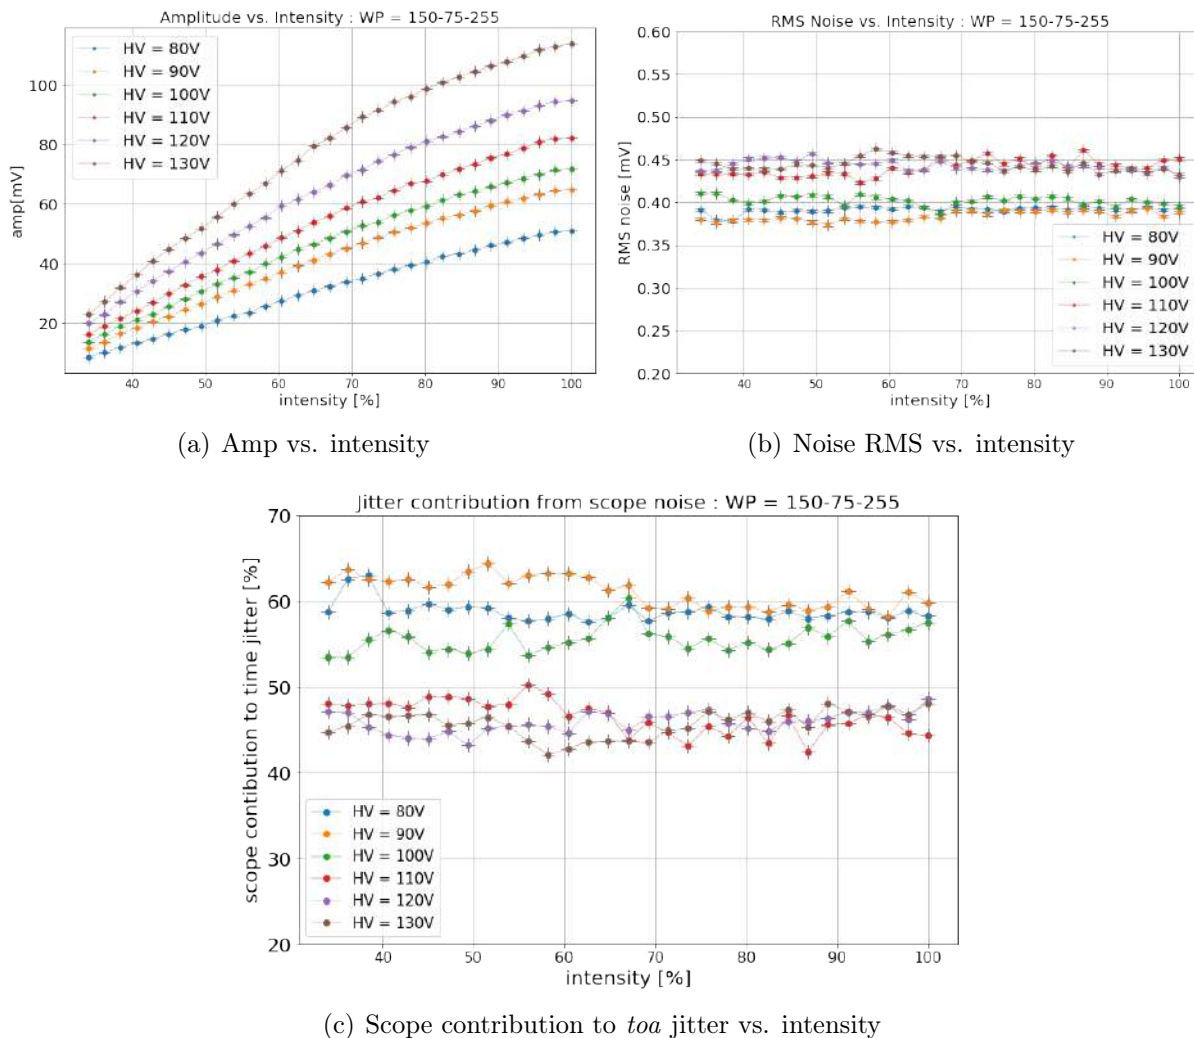 Amplitude vs. Intensity : WP = 150-75-255
amp[mV]
100
80
60
40
20
HV = 80V
HV = 90V
HV = 100V
HV = 110V
HV = 120V
HV = 130V
40 50 60 70 80 90 100
intensity [%]
(a) Amp vs. intensity
RMS Noise vs. Intensity : WP = 150-75-255
RMS noise [mV]
0.60
0.55
0.50
0.45
0.40
0.35
0.30
0.25
0.20
HV = 80V
HV = 90V
HV = 100V
HV = 110V
HV = 120V
HV = 130V
40 50 60 70 80 90 100
intensity [%]
(b) Noise RMS vs. intensity
Jitter contribution from scope noise : WP = 150-75-255
scope contibution to time jitter [%]
70
60
50
40
30
20
HV = 80V
HV = 90V
HV = 100V
HV = 110V
HV = 120V
HV = 130V
40 50 60 70 80 90 100
intensity [%]
(c) Scope contribution to toa jitter vs. intensity